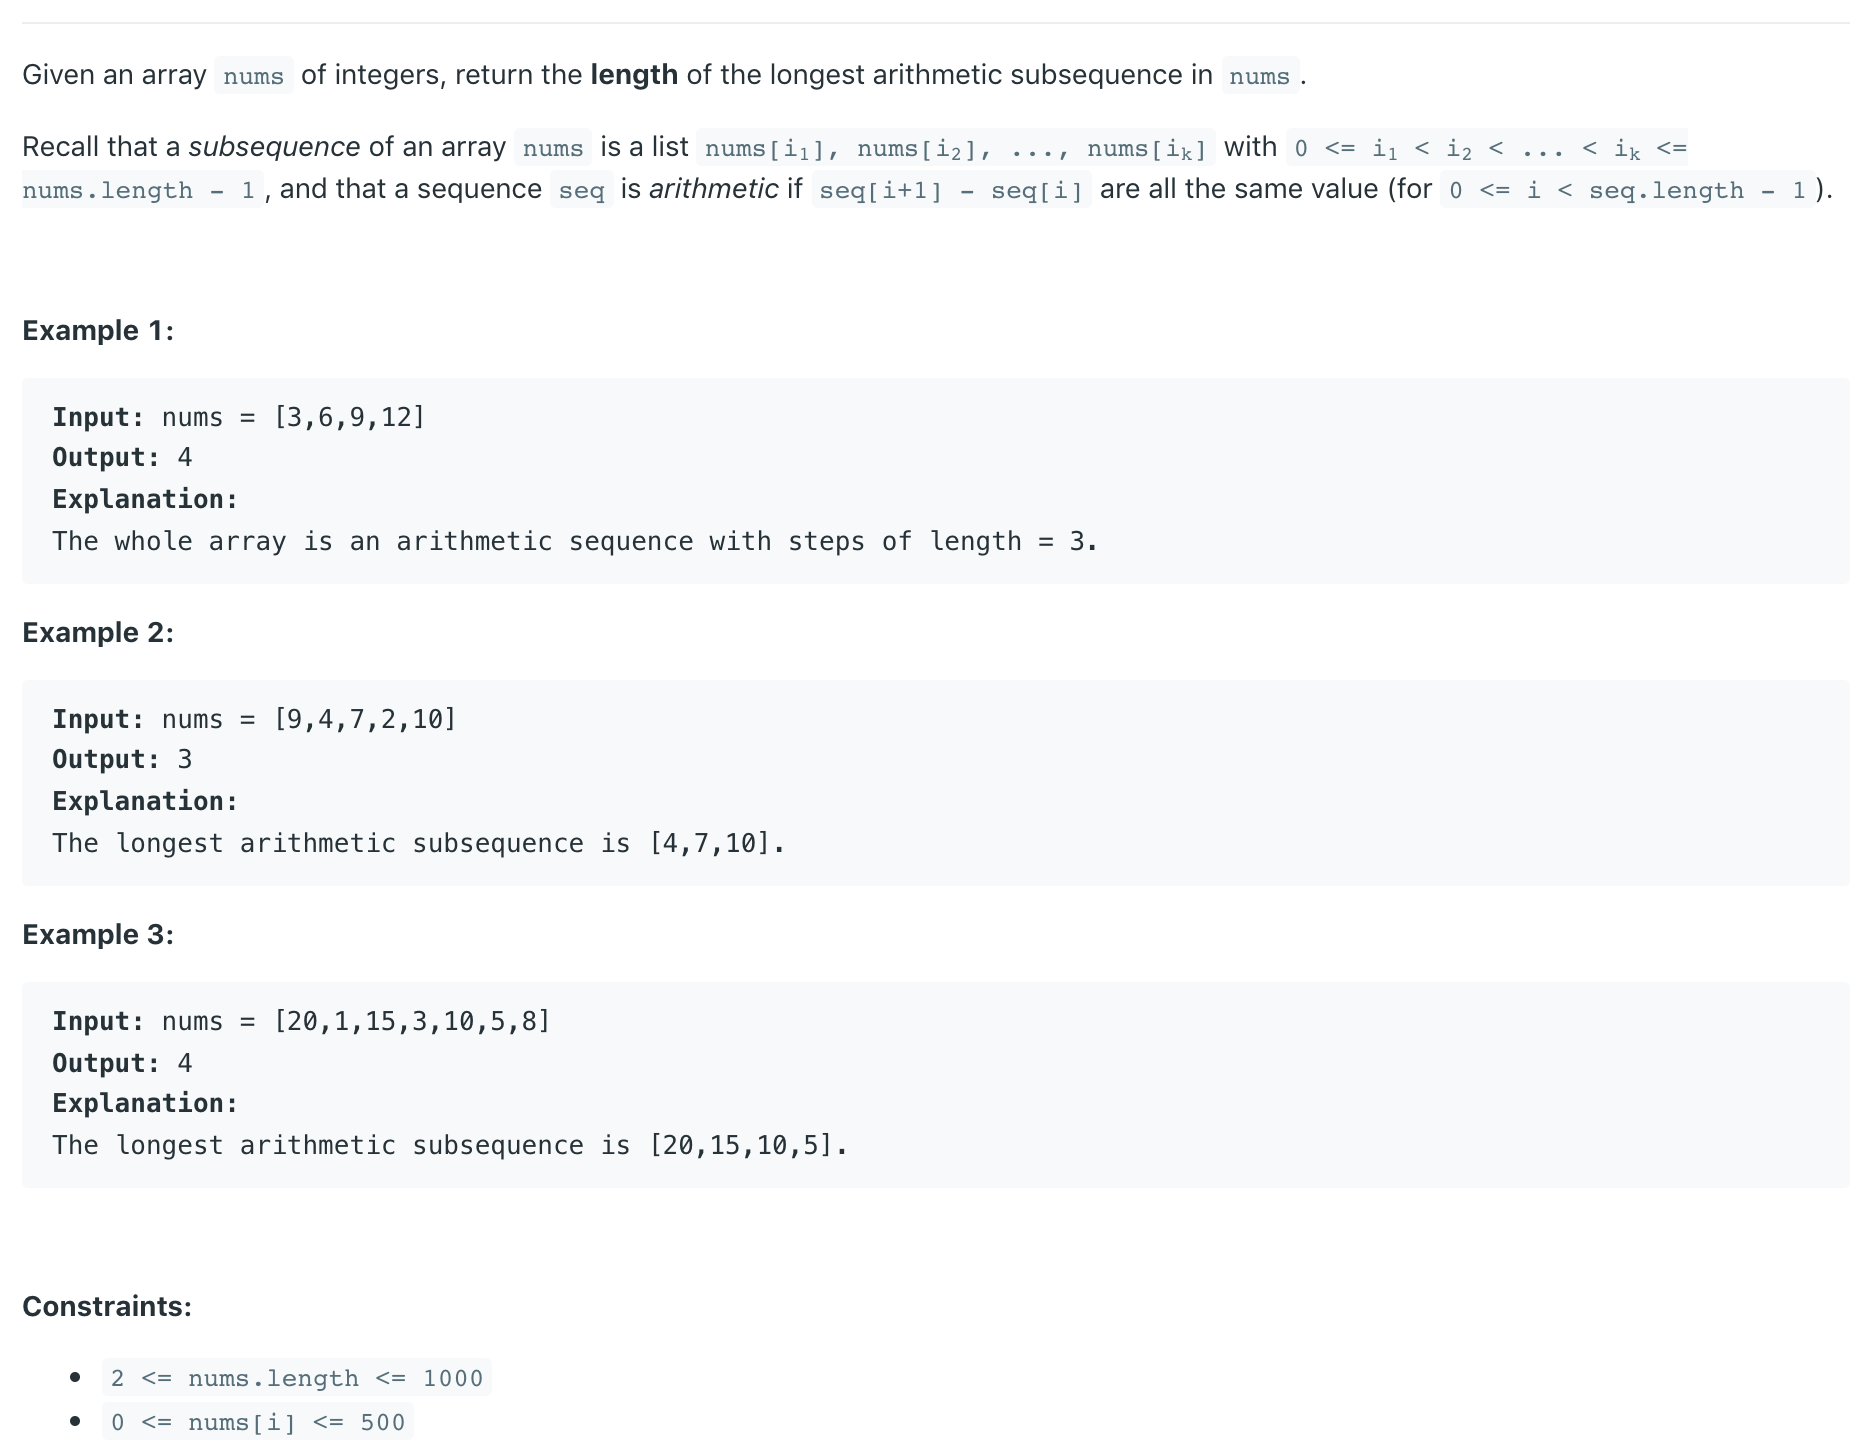 Given an array nums of integers, return the length of the longest arithmetic subsequence in nums.
Recall that a subsequence of an array nums is a list nums[i₁], nums[i₂], ..., nums[iₖ] with 0 <= i₁ < i₂ < ... < iₖ <=
nums.length - 1, and that a sequence seq is arithmetic if seq[i+1] - seq[i] are all the same value (for 0 <= i < seq.length - 1).
Example 1:
Input: nums = [3,6,9,12]
Output: 4
Explanation:
The whole array is an arithmetic sequence with steps of length = 3.
Example 2:
Input: nums = [9,4,7,2,10]
Output: 3
Explanation:
The longest arithmetic subsequence is [4,7,10].
Example 3:
Input: nums = [20,1,15,3,10,5,8]
Output: 4
Explanation:
The longest arithmetic subsequence is [20,15,10,5].
Constraints:
• 2 <= nums.length <= 1000
• 0 <= nums[i] <= 500